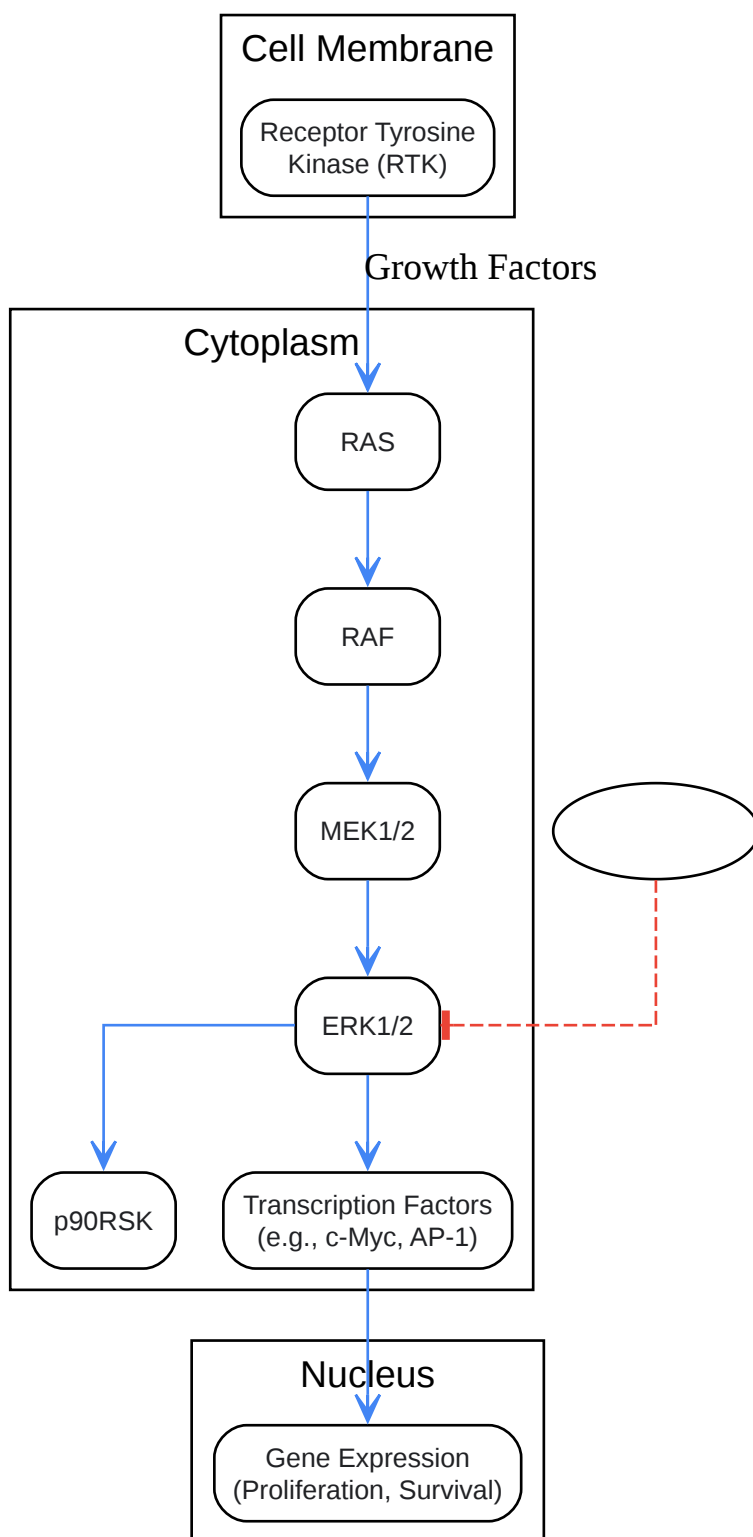 Cell Membrane
Receptor Tyrosine
Kinase (RTK)
Growth Factors
Cytoplasm
RAS
RAF
MEK1/2
ERK1/2
p90RSK
Transcription Factors
(e.g., c-Myc, AP-1)
Nucleus
Gene Expression
(Proliferation, Survival)